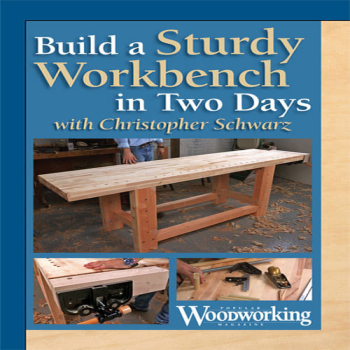 Build a Sturdy
Workbench
in Two Days
with Christopher Schwarz
POPULAR
Woodworking
MAGAZINE